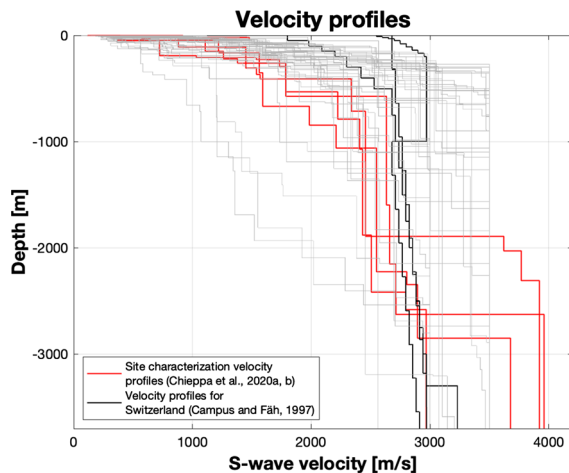 Velocity profiles
0
-1000
-2000
-3000
Depth [m]
Site characterization velocity
profiles (Chieppa et al., 2020a, b)
Velocity profiles for
Switzerland (Campus and Fäh, 1997)
0 1000 2000 3000 4000
S-wave velocity [m/s]